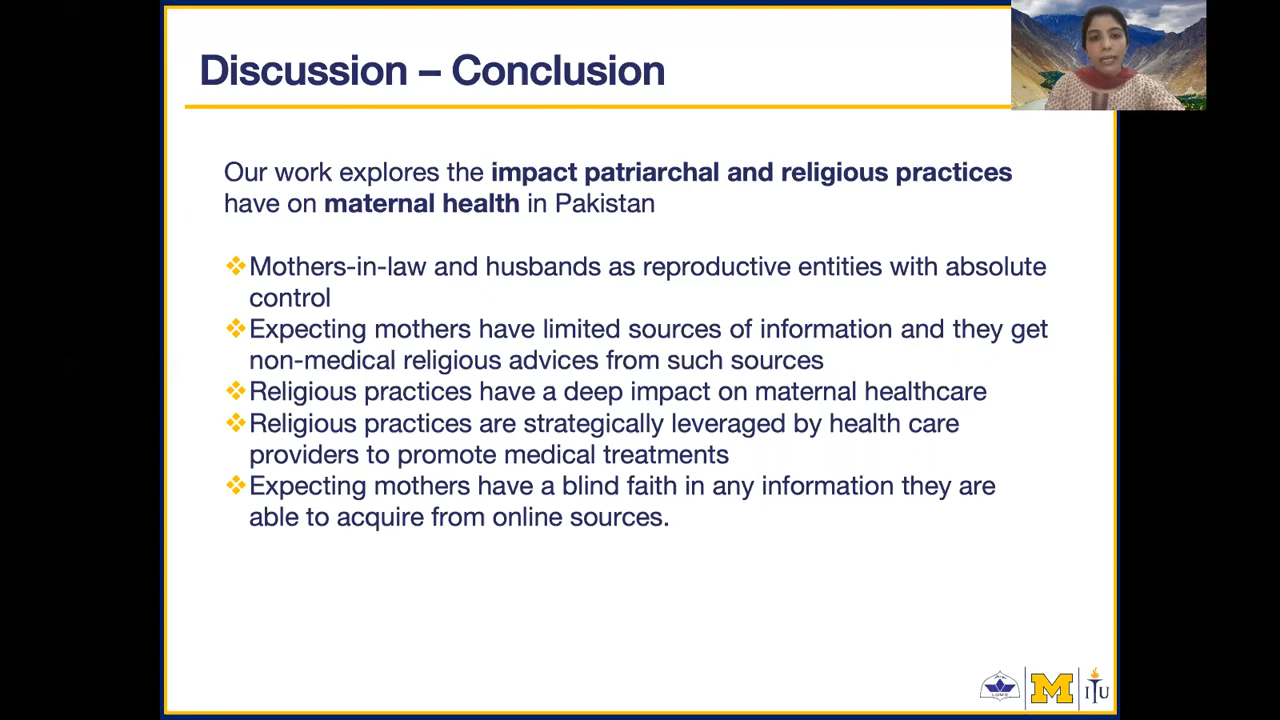 Discussion – Conclusion
Our work explores the impact patriarchal and religious practices
have on maternal health in Pakistan
Mothers-in-law and husbands as reproductive entities with absolute
control
Expecting mothers have limited sources of information and they get
non-medical religious advices from such sources
Religious practices have a deep impact on maternal healthcare
Religious practices are strategically leveraged by health care
providers to promote medical treatments
Expecting mothers have a blind faith in any information they are
able to acquire from online sources.
LUMS M ITU